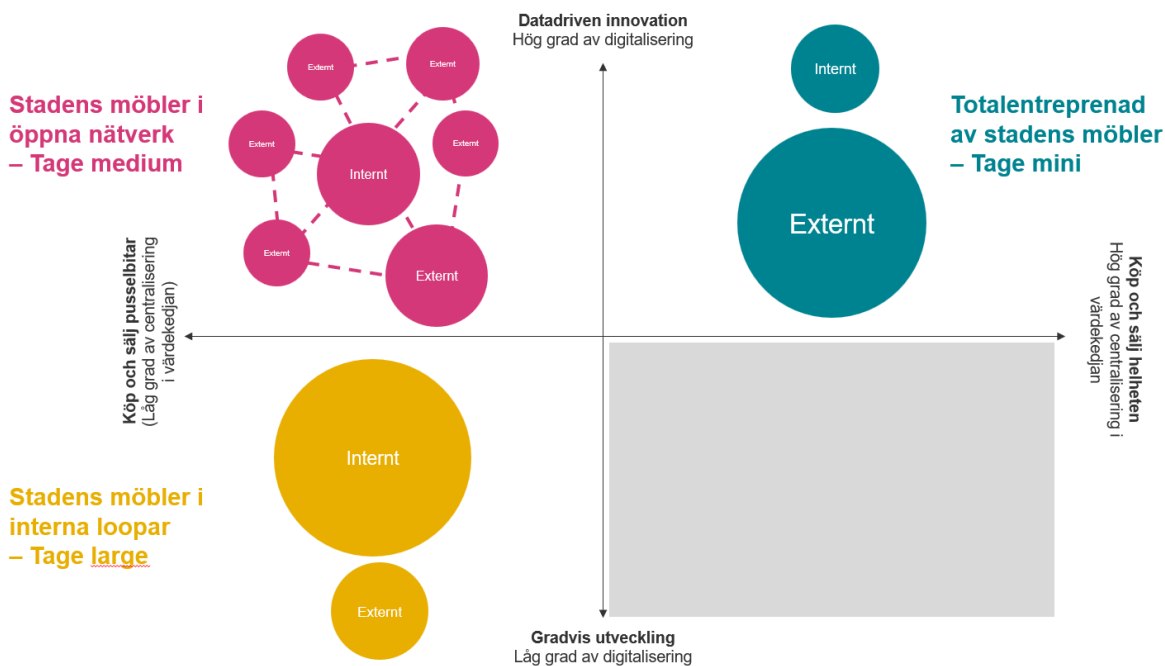 Datadriven innovation
Hög grad av digitalisering
Stadens möbler i
öppna nätverk
– Tage medium
Externt
Externt
Externt
Externt
Internt
Externt
Externt
Internt
Externt
Totalentreprenad
av stadens möbler
– Tage mini
Köp och sälj pusselbitar
(Låg grad av centralisering
i värdekedjan)
Köp och sälj helheten
Hög grad av centralisering i
värdekedjan
Stadens möbler i
interna loopar
– Tage large
Internt
Externt
Gradvis utveckling
Låg grad av digitalisering